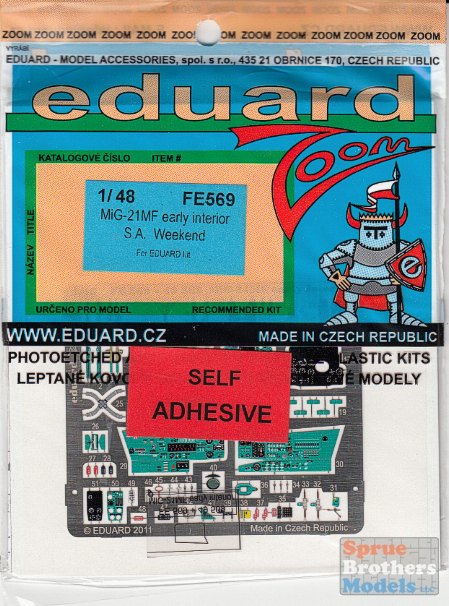 ZOOM ZOOM ZOOM ZOOM ZOOM ZOOM ZOOM ZOOM ZOOM ZOOM
VYRÁBÍ
EDUARD - MODEL ACCESSORIES, spol. s r.o., 435 21 OBRNICE 170, CZECH REPUBLIC
eduard
Zoom
KATALOGOVÉ ČÍSLO ITEM #
1/48 FE569
MiG-21MF early interior
S.A. Weekend
For EDUARD kit
NÁZEV TITLE
e
URČENO PRO MODEL RECOMMENDED KIT
WWW.EDUARD.CZ MADE IN CZECH REPUBLIC
PHOTOETCHED PLASTIC KITS
LEPTANÉ MODELY
SELF
ADHESIVE
© EDUARD 2011 Made in Czech Republic
Sprue
Brothers
Models LLC